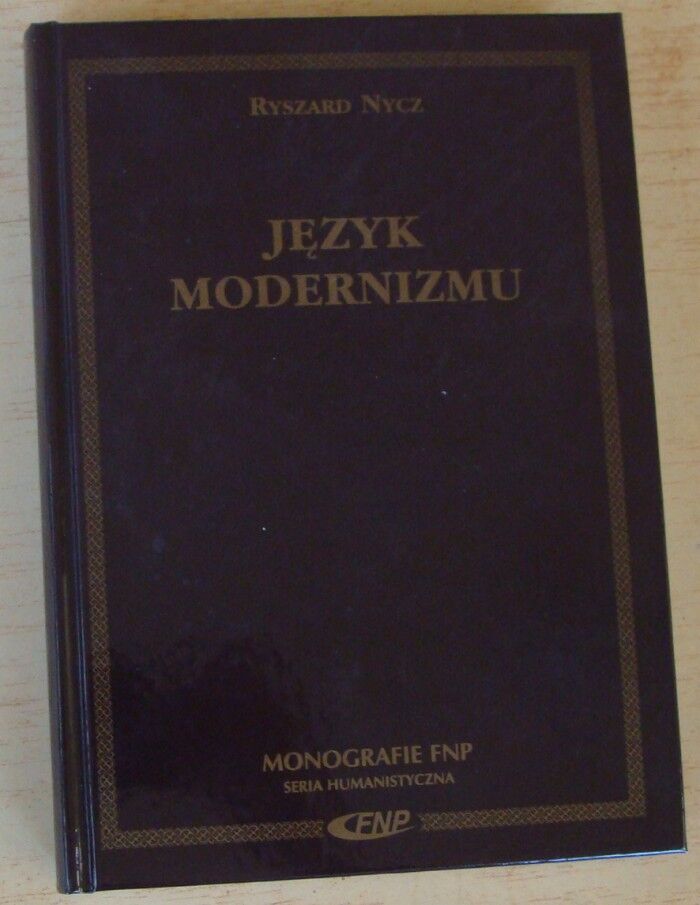 RYSZARD NYCZ
JĘZYK
MODERNIZMU
MONOGRAFIE FNP
SERIA HUMANISTYCZNA
FNP